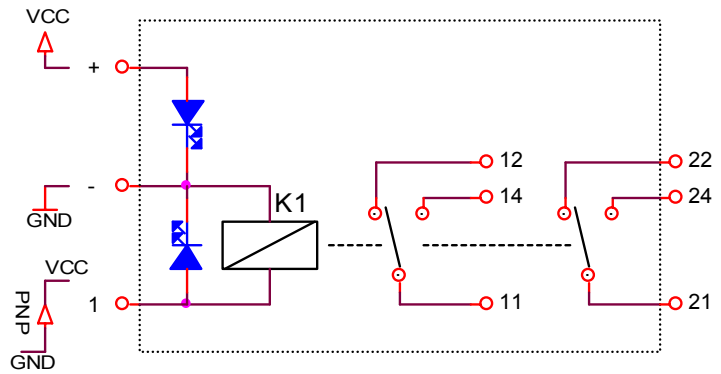 VCC
+
-
GND
VCC
PNP
1
GND
K1
12
14
11
22
24
21